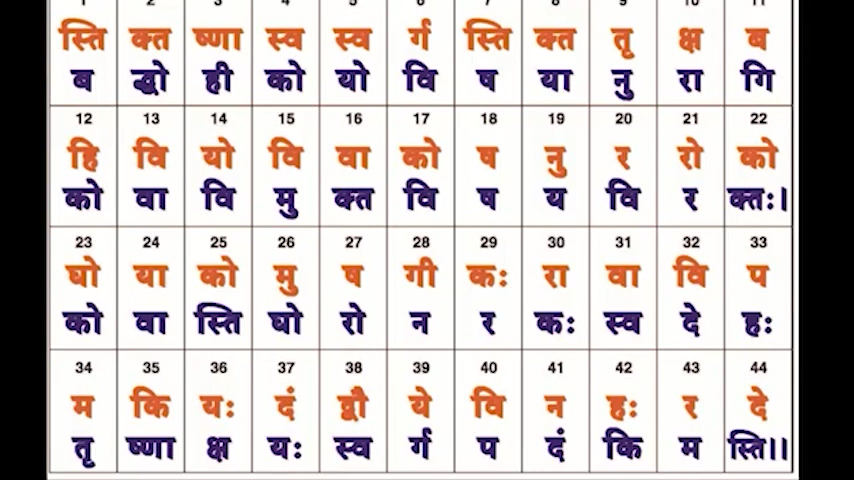 1 2 3 4 5 6 7 8 9 10 11
स्ति क्त ष्णा स्व स्व र्ग स्ति क्त तृ क्ष ब
ब द्धो ही को यो वि ष या नु रा गि
12 13 14 15 16 17 18 19 20 21 22
हि वि यो वि वा को ष नु र रो को
को वा वि मु क्त वि ष य वि र क्तः।
23 24 25 26 27 28 29 30 31 32 33
घो या को मु ष गी कः रा वा वि प
को वा स्ति घो रो न र कः स्व दे हः
34 35 36 37 38 39 40 41 42 43 44
म कि यः दं द्वौ ये वि न हः र दे
तृ ष्णा क्ष यः स्व र्ग प दं कि म स्ति।।